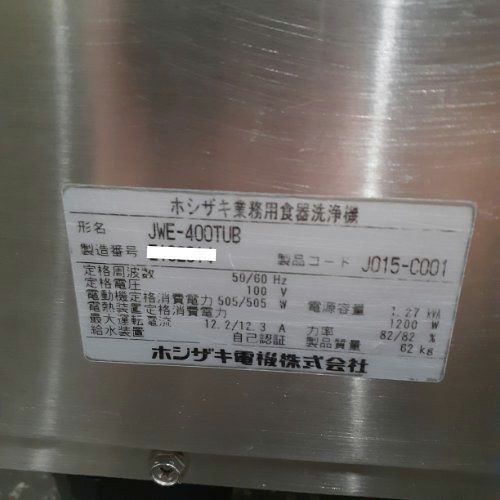 ホシザキ業務用食器洗浄機
形名 JWE-400TUB
製造番号 製品コード J015-C001
定格周波数 50/60 Hz
定格電圧 100 V 電源容量 1.27 kVA
電動機定格消費電力 505/505 W
電熱装置定格消費電力 1200 W
最大運転電流 12.2/12.3 A 力率 82/82 %
給水装置 自己認証 製品質量 62 kg
ホシザキ電機株式会社